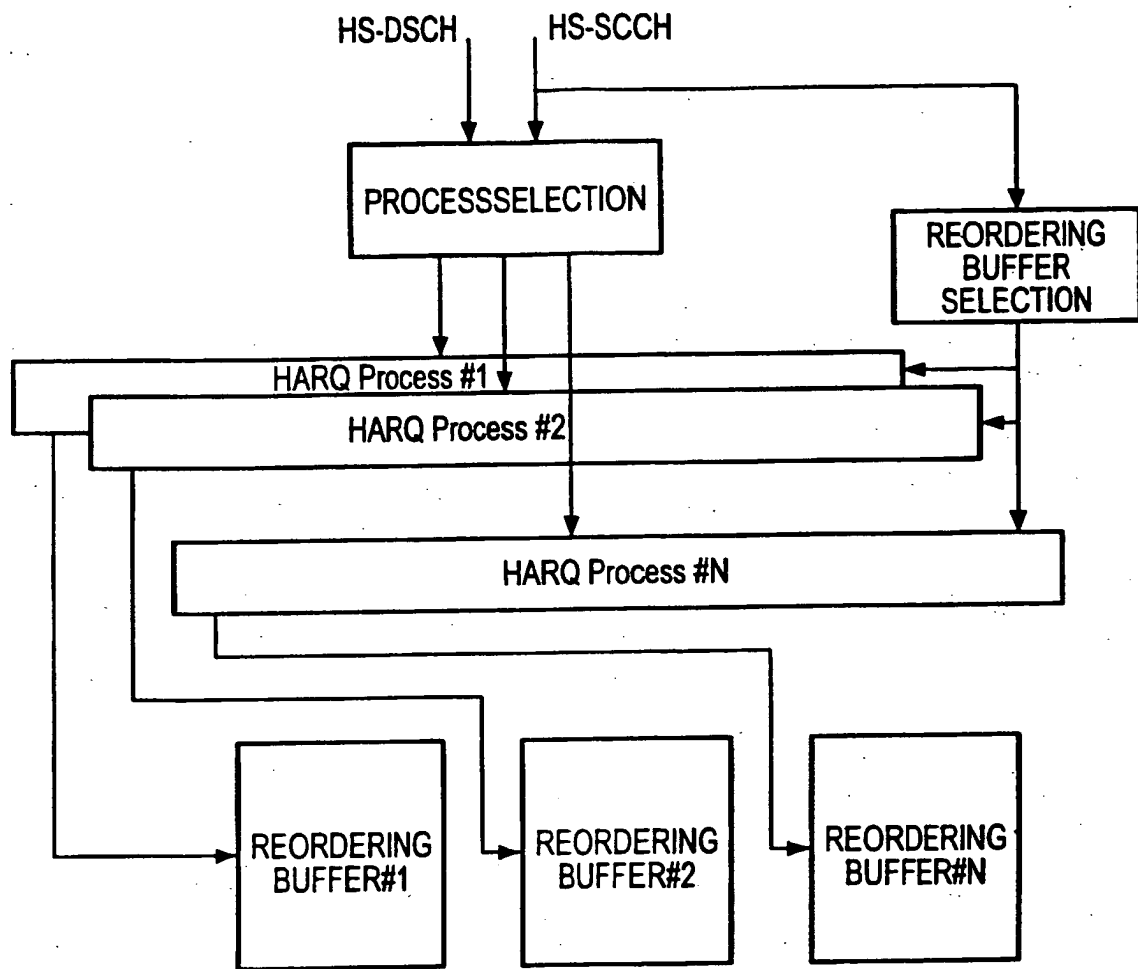 HS-DSCH
HS-SCCH
PROCESSSELECTION
REORDERING
BUFFER
SELECTION
HARQ Process #1
HARQ Process #2
HARQ Process #N
REORDERING
BUFFER#1
REORDERING
BUFFER#2
REORDERING
BUFFER#N